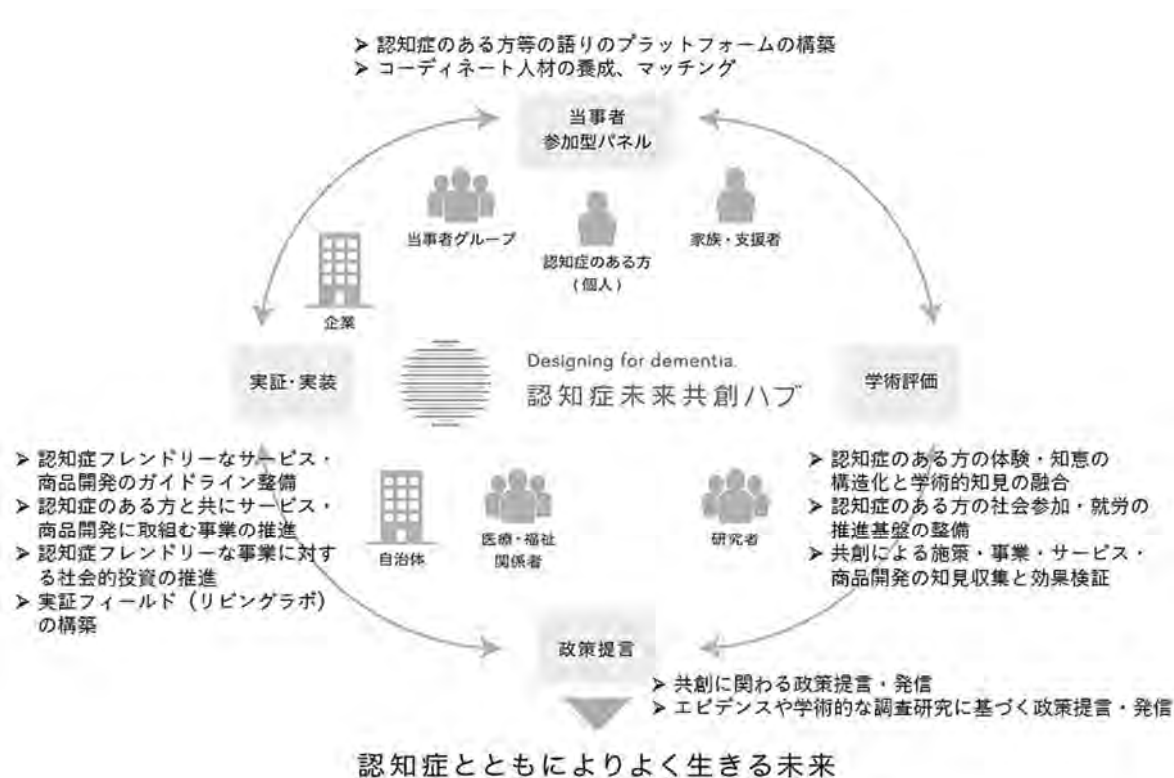 ➤ 認知症のある方等の語りのプラットフォームの構築
➤ コーディネート人材の養成、マッチング
当事者
参加型パネル
当事者グループ
認知症のある方
(個人)
家族・支援者
企業
実証・実装
Designing for dementia.
認知症未来共創ハブ
学術評価
➤ 認知症フレンドリーなサービス・
商品開発のガイドライン整備
➤ 認知症のある方と共にサービス・
商品開発に取組む事業の推進
➤ 認知症フレンドリーな事業に対す
る社会的投資の推進
➤ 実証フィールド（リビングラボ）
の構築
自治体
医療・福祉
関係者
研究者
➤ 認知症のある方の体験・知恵の
構造化と学術的知見の融合
➤ 認知症のある方の社会参加・就労の
推進基盤の整備
➤ 共創による施策・事業・サービス・
商品開発の知見収集と効果検証
政策提言
➤ 共創に関わる政策提言・発信
➤ エビデンスや学術的な調査研究に基づく政策提言・発信
認知症とともによりよく生きる未来